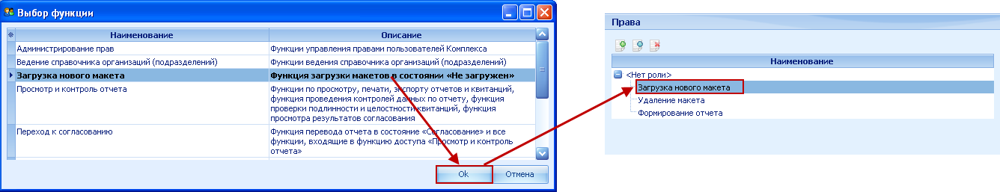 Выбор функции
Наименование
Описание
Администрирование прав
Функции управления правами пользователей Комплекса
Ведение справочника организаций (подразделений)
Функции ведения справочника организаций (подразделений)
Загрузка нового макета
Функция загрузки макетов в состоянии «Не загружен»
Просмотр и контроль отчета
Функции по просмотру, печати, экспорту отчетов и квитанций,
функция проведения контролей данных по отчету, функция
проверки подлинности и целостности квитанций, функция
просмотра результатов согласования
Переход к согласованию
Функция перевода отчета в состояние «Согласование» и все
функции, входящие в функцию доступа «Просмотр и контроль
отчета»
Ok
Отмена
Права
Наименование
<Нет роли>
Загрузка нового макета
Удаление макета
Формирование отчета